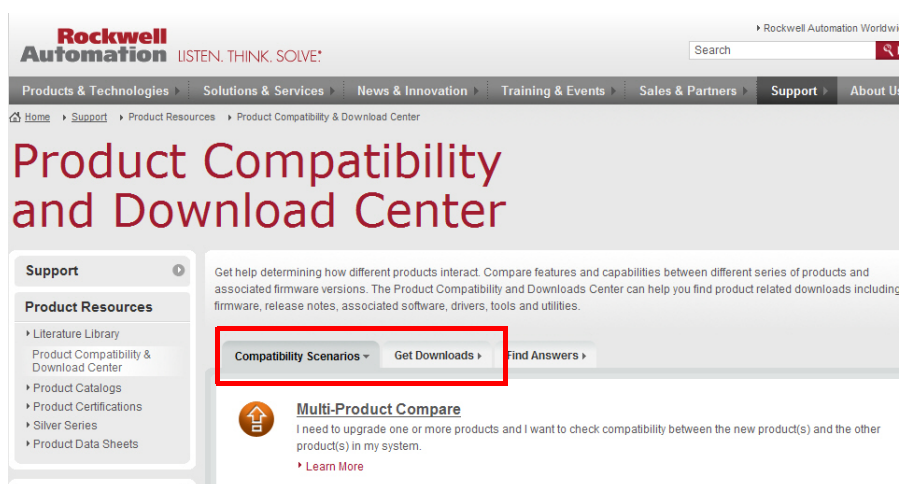 Rockwell Automation Worldwi
Rockwell
Automation LISTEN. THINK. SOLVE.
Search
Products & Technologies Solutions & Services News & Innovation Training & Events Sales & Partners Support About Us
Home Support Product Resources Product Compatibility & Download Center
Product Compatibility
and Download Center
Support
Product Resources
Literature Library
Product Compatibility &
Download Center
Product Catalogs
Product Certifications
Silver Series
Product Data Sheets
Get help determining how different products interact. Compare features and capabilities between different series of products and
associated firmware versions. The Product Compatibility and Downloads Center can help you find product related downloads including
firmware, release notes, associated software, drivers, tools and utilities.
Compatibility Scenarios Get Downloads Find Answers
Multi-Product Compare
I need to upgrade one or more products and I want to check compatibility between the new product(s) and the other
product(s) in my system.
Learn More